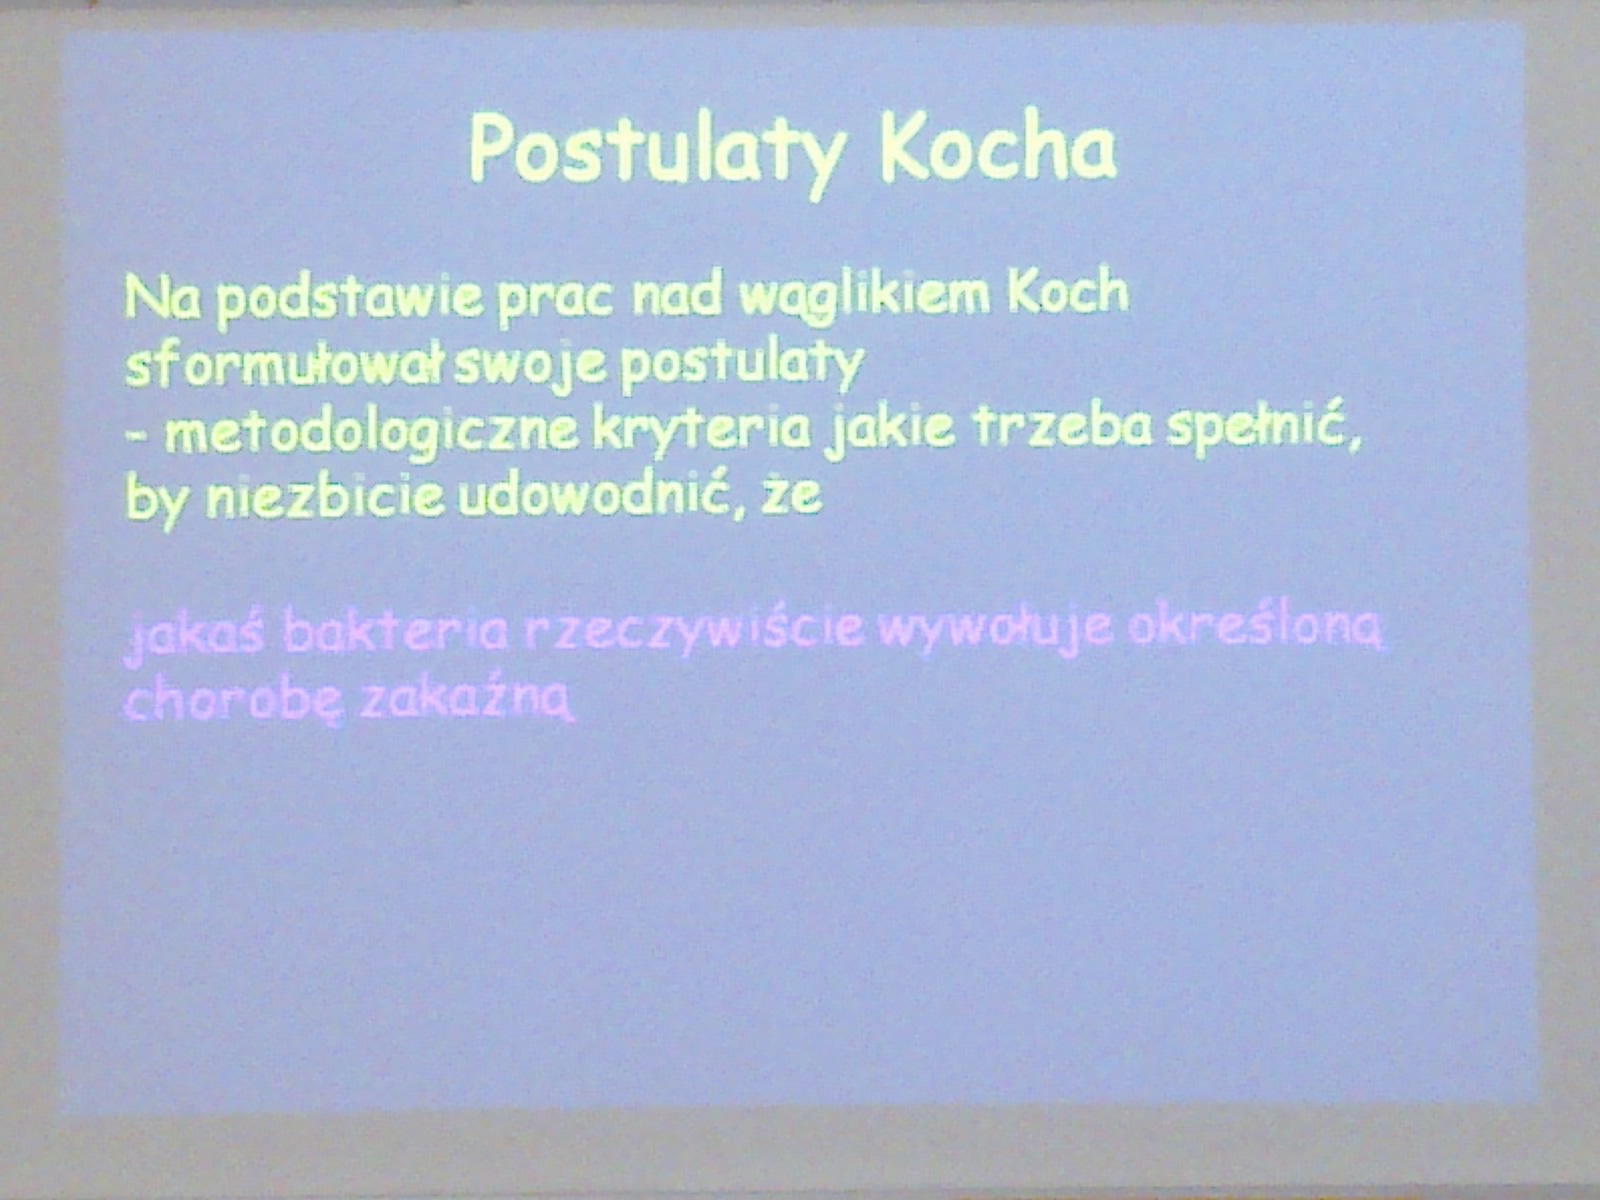 Postulaty Kocha
Na podstawie prac nad wąglikiem Koch
sformułował swoje postulaty
- metodologiczne kryteria jakie trzeba spełnić,
by niezbicie udowodnić, że
jakaś bakteria rzeczywiście wywołuje określoną
chorobę zakaźną